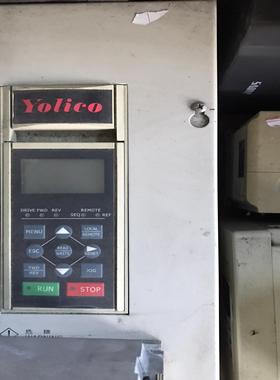 Yolico
DRIVE FWD REV REMOTE
SEQ REF
MENU
LOCAL
REMOTE
ESC
READ
WRITE
RESET
FWD
REV
JOG
RUN
STOP